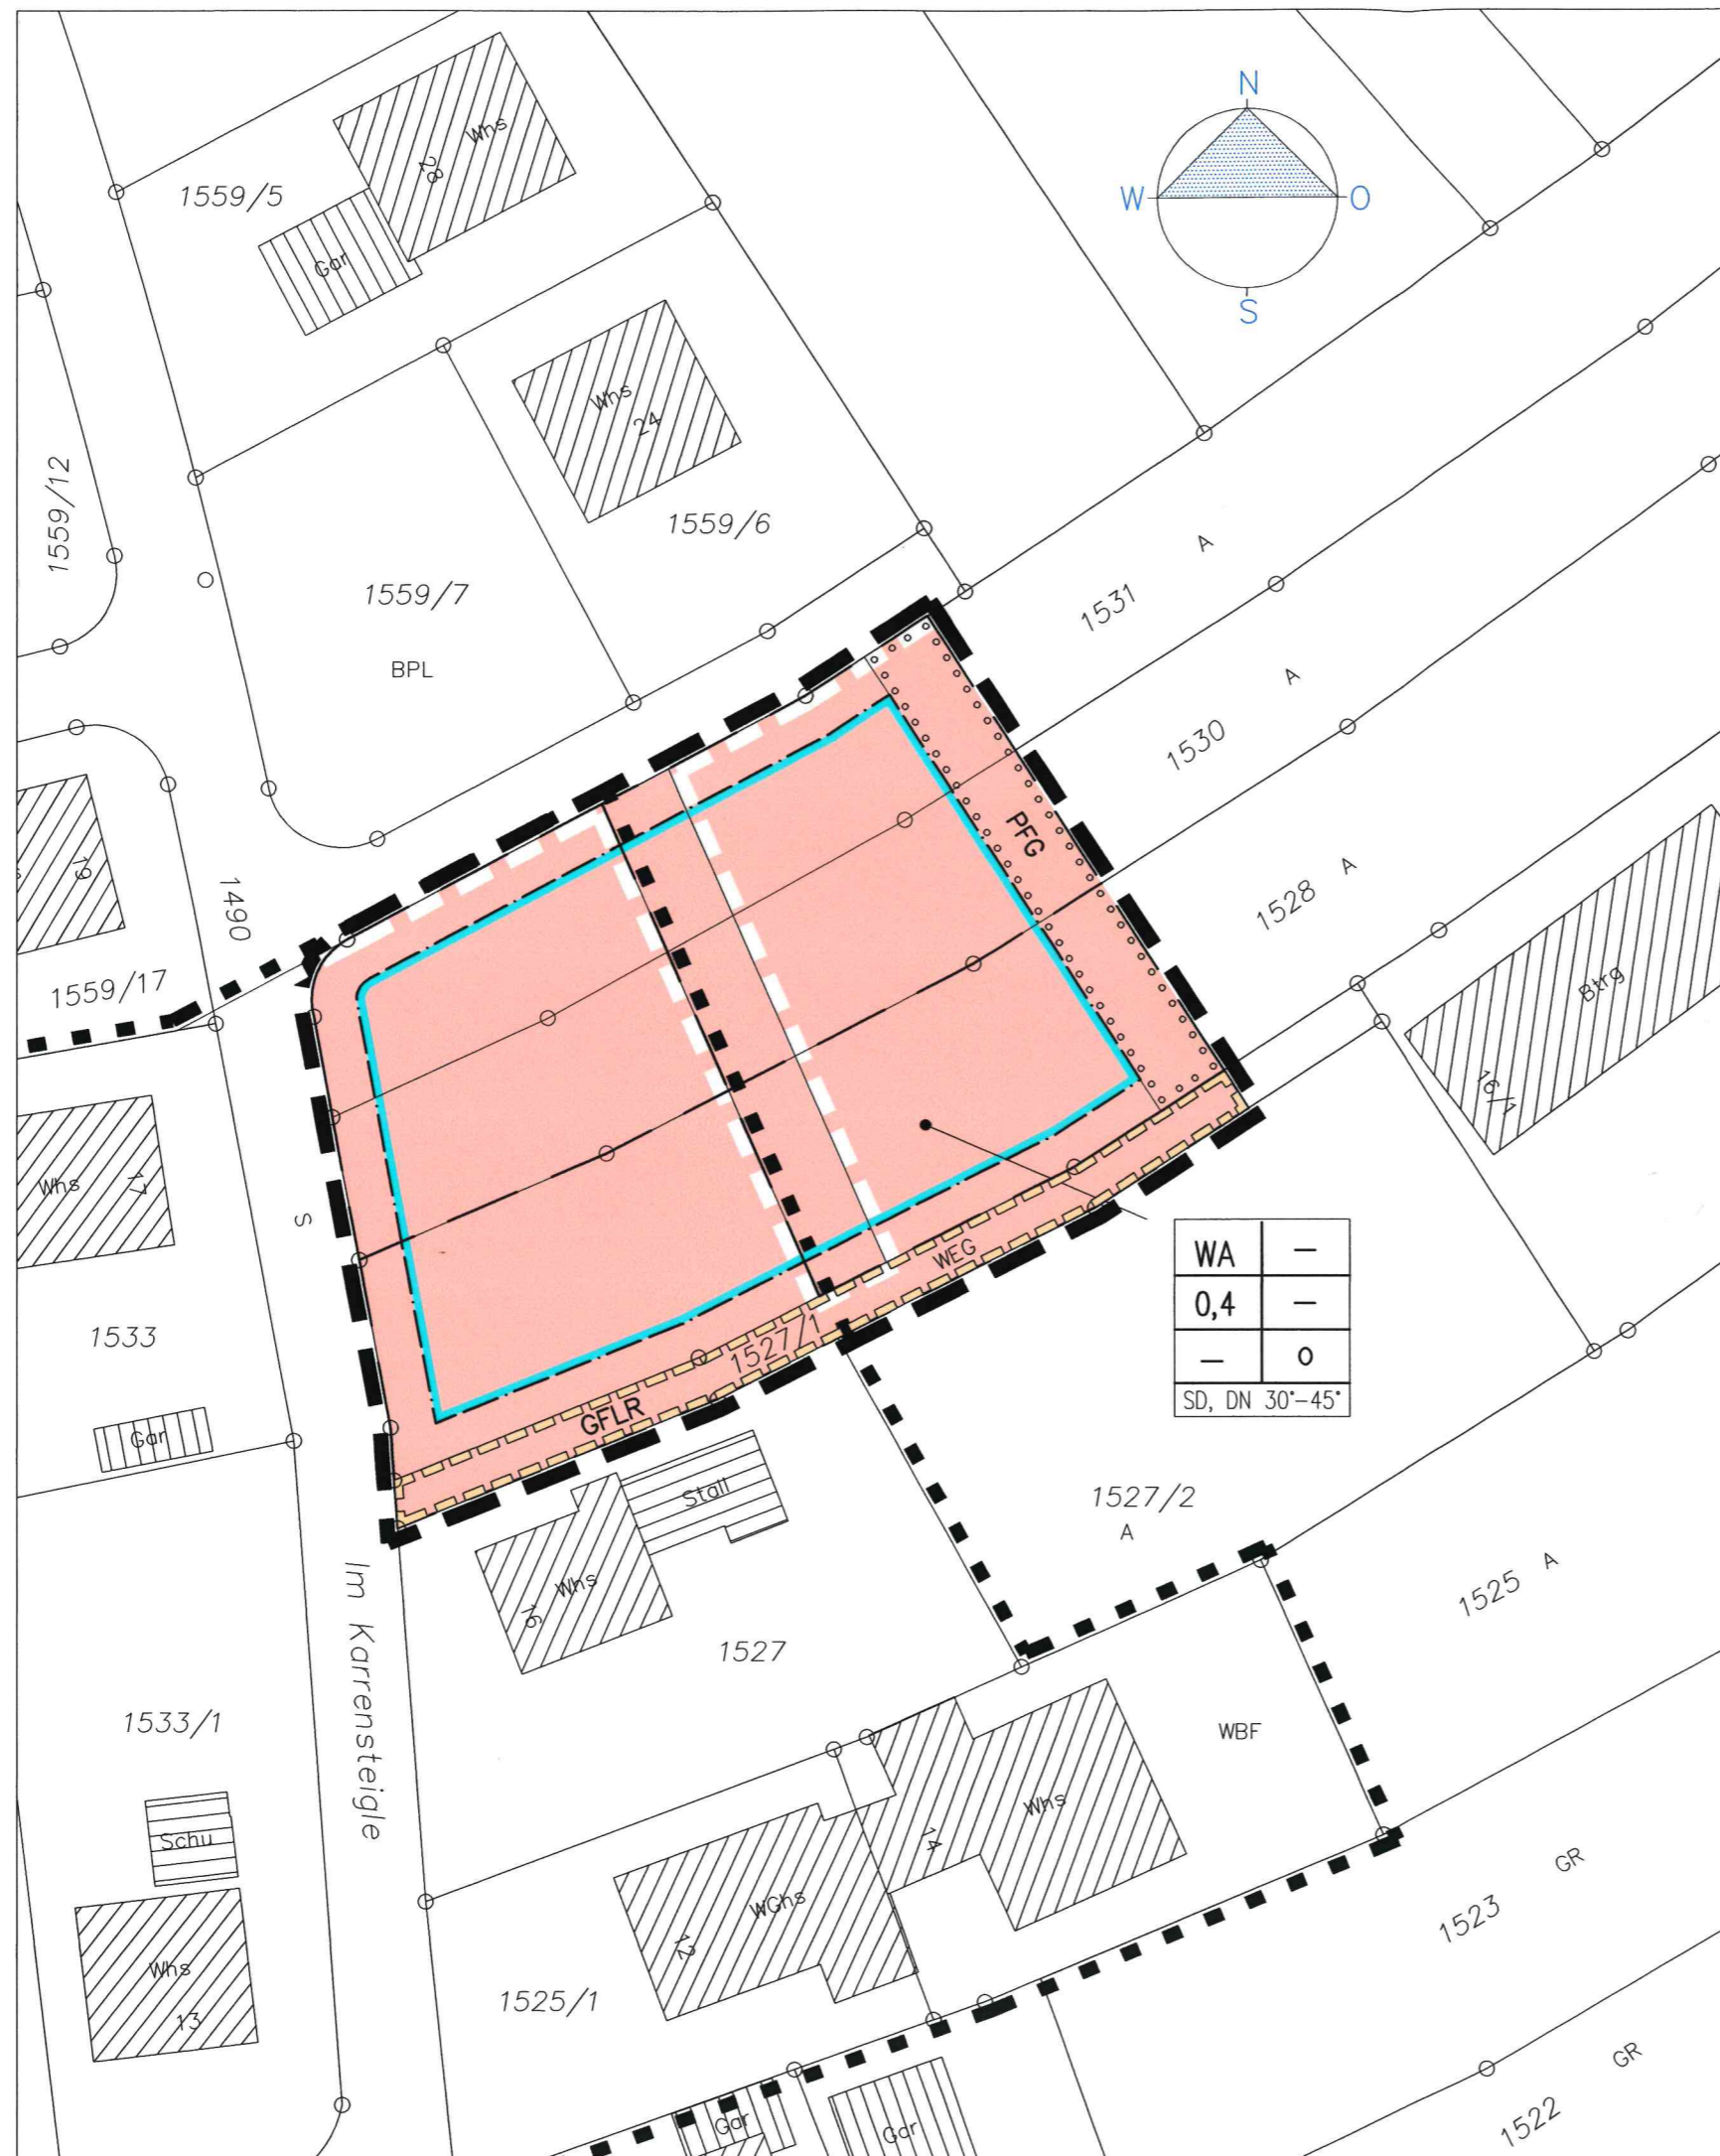 N
W
O
S
Whs
28
1559/5
Gar
Whs
24
1559/6
1559/12
1559/7
BPL
1531
A
A
1530
1528
A
PFG
19
1490
1559/17
Btrg
16/1
Whs
17
S
WEG
WA –
0,4 –
– o
SD, DN 30°–45°
1533
1527/1
GFLR
Gar
Stall
1527/2
A
Whs
16
1525
A
1527
Im Karrensteigle
1533/1
WBF
Whs
14
Schu
WGhs
12
GR
1523
Whs
13
1525/1
GR
1522
Gar
Gar